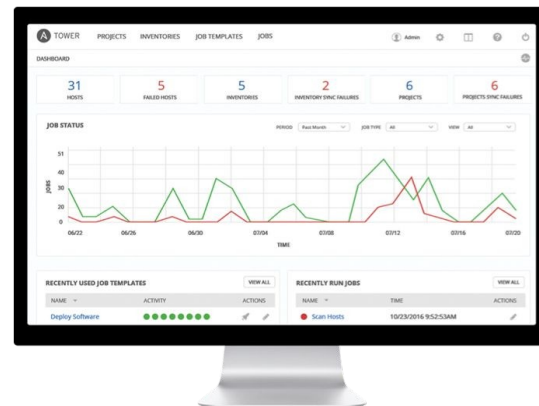 A TOWER PROJECTS INVENTORIES JOB TEMPLATES JOBS Admin
DASHBOARD
31 5 5 2 6 6
HOSTS FAILED HOSTS INVENTORIES INVENTORY SYNC FAILURES PROJECTS PROJECTS SYNC FAILURES
JOB STATUS PERIOD Past Month JOB TYPE All VIEW All
51
40
30
20
0
JOBS
06/22 06/26 06/30 07/04 07/08 07/12 07/16 07/20
TIME
RECENTLY USED JOB TEMPLATES VIEW ALL
NAME ACTIVITY ACTIONS
Deploy Software
RECENTLY RUN JOBS VIEW ALL
NAME TIME ACTIONS
Scan Hosts 10/23/2016 9:52:53AM